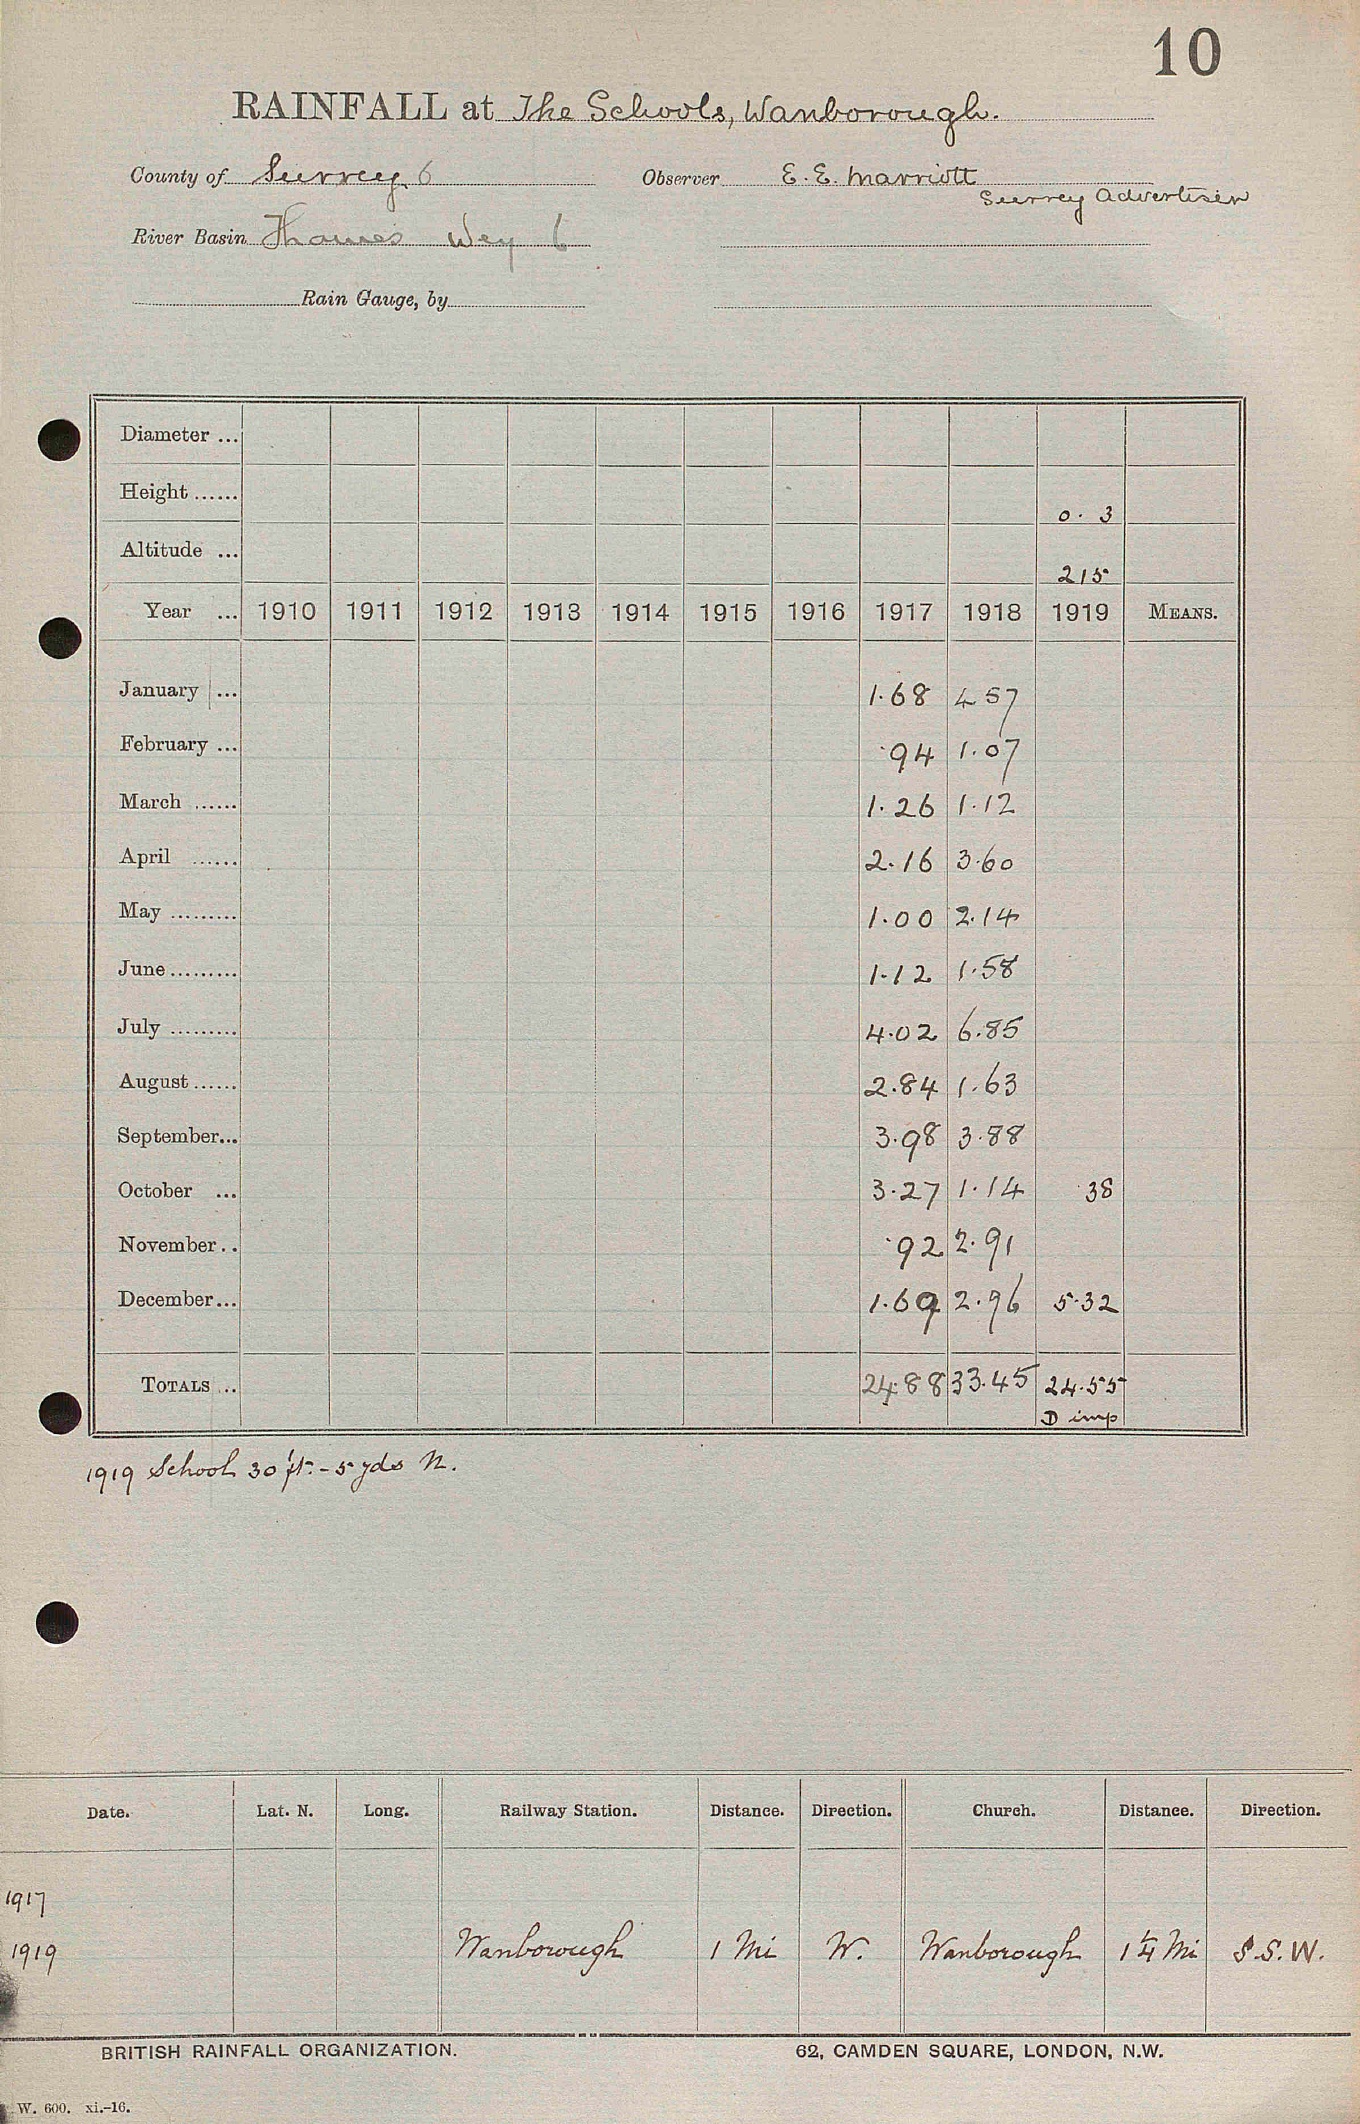 10
RAINFALL at The Schools, Wanborough.
County of Surrey 6 Observer E. E. Marriott
Surrey Advertiser
River Basin Thames Wey 6
Rain Gauge, by
Diameter ...
Height ...... 0. 3
Altitude ... 215
Year ... 1910 1911 1912 1913 1914 1915 1916 1917 1918 1919 MEANS.
January ... 1.68 4 57
February ... .94 1.07
March ...... 1.26 1.12
April ...... 2.16 3.60
May ......... 1.00 2.14
June ......... 1.12 1.58
July ......... 4.02 6.85
August ...... 2.84 1.63
September... 3.98 3.88
October ... 3.27 1.14 .38
November .. .92 2.91
December... 1.69 2.96 5.32
TOTALS ... 24.88 33.45 24.55
D imp
1919 School 30 ft. - 5 yds N.
Date. Lat. N. Long. Railway Station. Distance. Direction. Church. Distance. Direction.
1917
1919 Wanborough 1 Mi W. Wanborough 1¼ Mi S.S.W.
BRITISH RAINFALL ORGANIZATION. 62, CAMDEN SQUARE, LONDON, N.W.
W. 600. xi.-16.